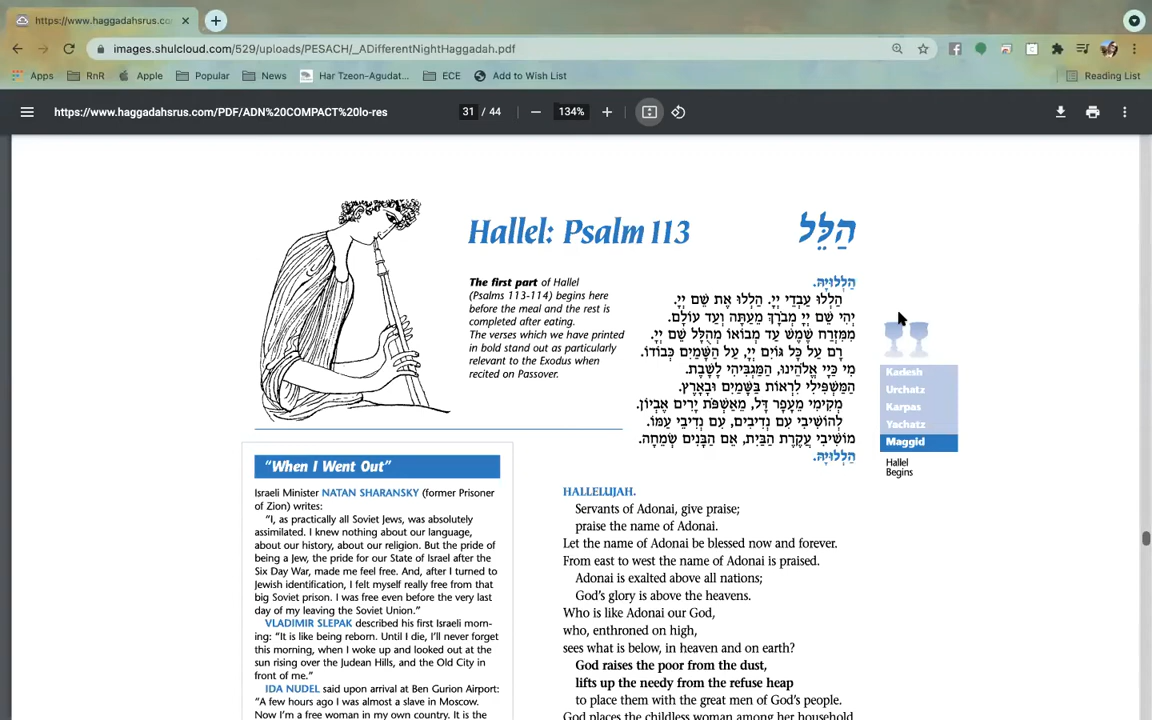 https://www.haggadahsrus.co
images.shulcloud.com/529/uploads/PESACH/_ADifferentNightHaggadah.pdf
Apps RnR Apple Popular News Har Tzeon-Agudat... ECE Add to Wish List Reading List
https://www.haggadahsrus.com/PDF/ADN%20COMPACT%20lo-res 31 / 44 134%
Hallel: Psalm 113
הַלֵּל
The first part of Hallel
(Psalms 113-114) begins here
before the meal and the rest is
completed after eating.
The verses which we have printed
in bold stand out as particularly
relevant to the Exodus when
recited on Passover.
הַלְלוּיָהּ.
הַלְלוּ עַבְדֵי יְיָ. הַלְלוּ אֶת שֵׁם יְיָ.
יְהִי שֵׁם יְיָ מְבֹרָךְ מֵעַתָּה וְעַד עוֹלָם.
מִמִּזְרַח שֶׁמֶשׁ עַד מְבוֹאוֹ מְהֻלָּל שֵׁם יְיָ.
רָם עַל כָּל גּוֹיִם יְיָ, עַל הַשָּׁמַיִם כְּבוֹדוֹ.
מִי כַּיְיָ אֱלֹהֵינוּ, הַמַּגְבִּיהִי לָשָׁבֶת.
הַמַּשְׁפִּילִי לִרְאוֹת בַּשָּׁמַיִם וּבָאָרֶץ.
מְקִימִי מֵעָפָר דָּל, מֵאַשְׁפֹּת יָרִים אֶבְיוֹן.
לְהוֹשִׁיבִי עִם נְדִיבִים, עִם נְדִיבֵי עַמּוֹ.
מוֹשִׁיבִי עֲקֶרֶת הַבַּיִת, אֵם הַבָּנִים שְׂמֵחָה.
הַלְלוּיָהּ.
Kadesh
Urchatz
Karpas
Yachatz
Maggid
Hallel
Begins
"When I Went Out"
Israeli Minister NATAN SHARANSKY (former Prisoner
of Zion) writes:
"I, as practically all Soviet Jews, was absolutely
assimilated. I knew nothing about our language,
about our history, about our religion. But the pride of
being a Jew, the pride for our State of Israel after the
Six Day War, made me feel free. And, after I turned to
Jewish identification, I felt myself really free from that
big Soviet prison. I was free even before the very last
day of my leaving the Soviet Union."
VLADIMIR SLEPAK described his first Israeli morn-
ing: "It is like being reborn. Until I die, I'll never forget
this morning, when I woke up and looked out at the
sun rising over the Judean Hills, and the Old City in
front of me."
IDA NUDEL said upon arrival at Ben Gurion Airport:
"A few hours ago I was almost a slave in Moscow.
Now I'm a free woman in my own country. It is the
HALLELUJAH.
Servants of Adonai, give praise;
praise the name of Adonai.
Let the name of Adonai be blessed now and forever.
From east to west the name of Adonai is praised.
Adonai is exalted above all nations;
God's glory is above the heavens.
Who is like Adonai our God,
who, enthroned on high,
sees what is below, in heaven and on earth?
God raises the poor from the dust,
lifts up the needy from the refuse heap
to place them with the great men of God's people.
God places the childless woman among her household